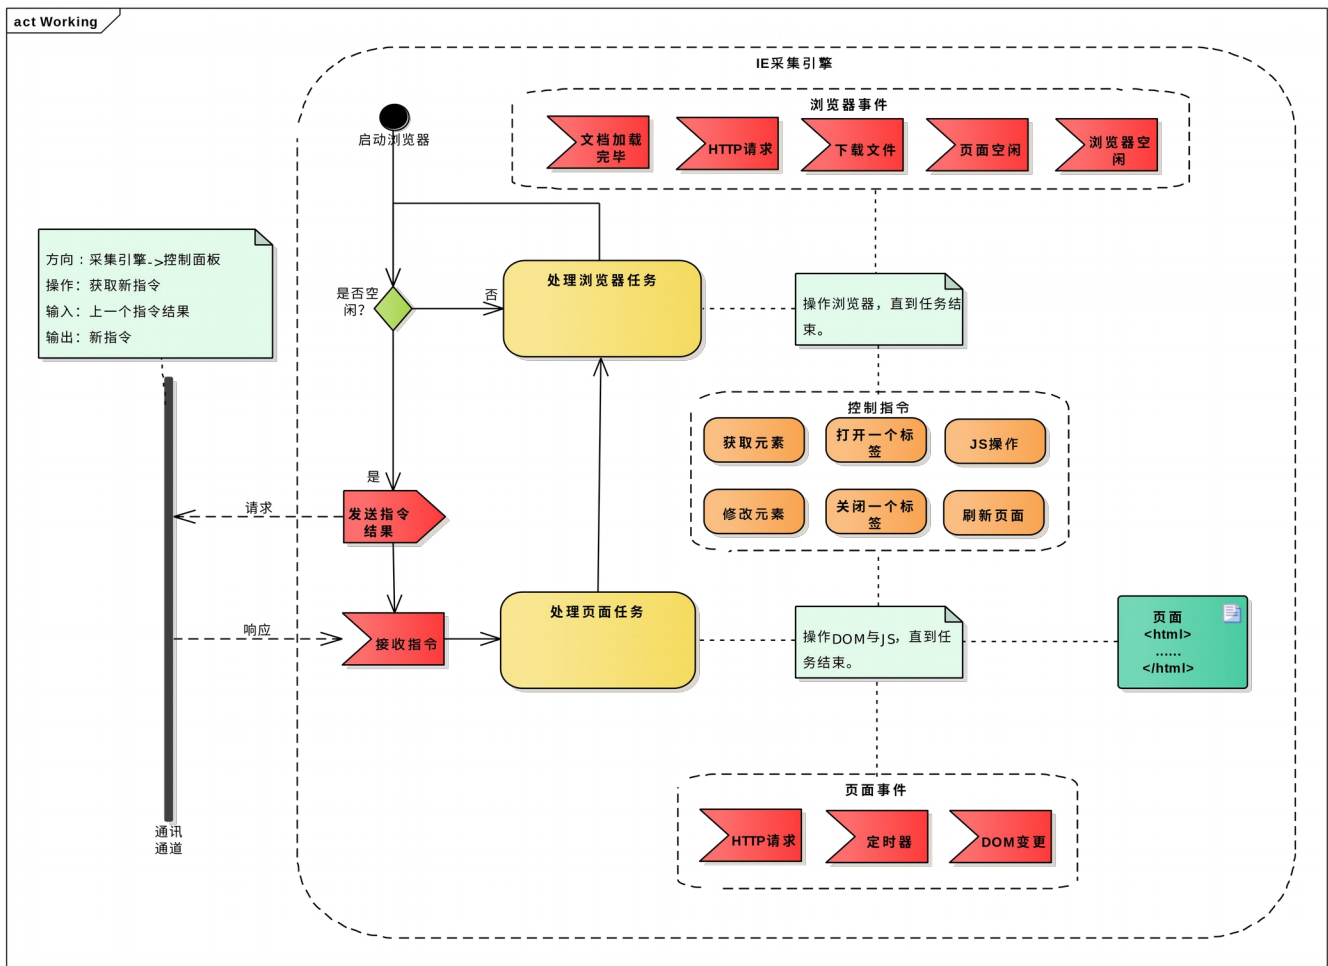 act Working
IE采集引擎
浏览器事件
文档加载
完毕
HTTP请求
下载文件
页面空闲
浏览器空
闲
启动浏览器
方向：采集引擎->控制面板
操作：获取新指令
输入：上一个指令结果
输出：新指令
是否空
闲？
否
处理浏览器任务
操作浏览器，直到任务结
束。
控制指令
获取元素
打开一个标
签
JS操作
修改元素
关闭一个标
签
刷新页面
是
请求
发送指令
结果
响应
接收指令
处理页面任务
操作DOM与JS，直到任
务结束。
页面
<html>
......
</html>
页面事件
HTTP请求
定时器
DOM变更
通讯
通道